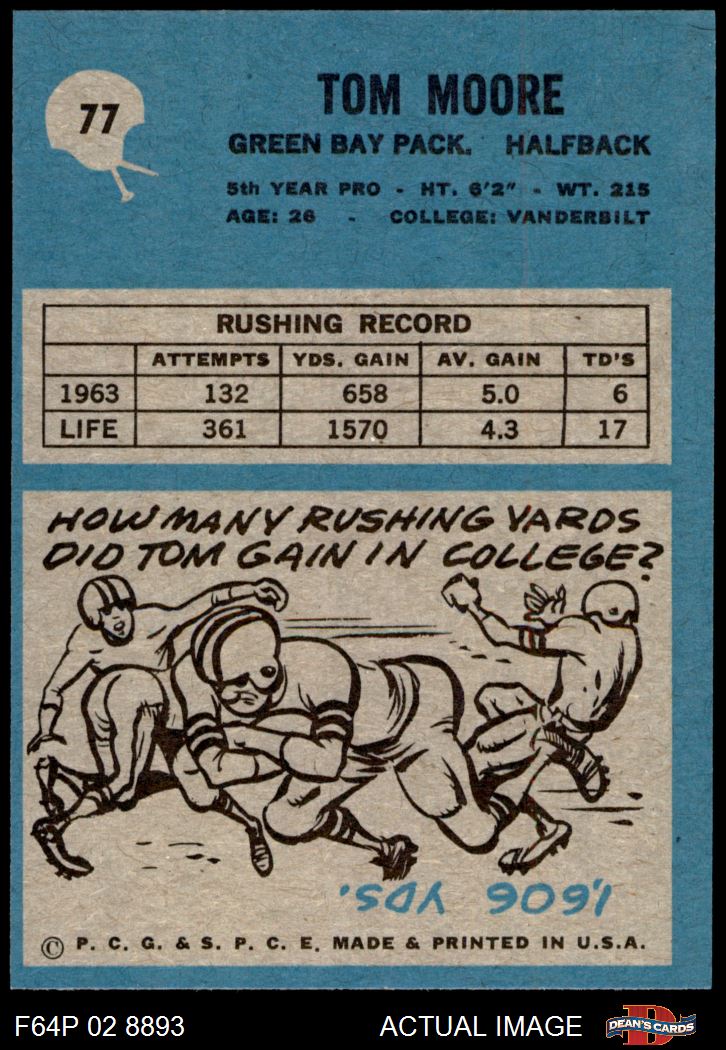 77
TOM MOORE
GREEN BAY PACK. HALFBACK
5th YEAR PRO - HT. 6'2" - WT. 215
AGE: 26 - COLLEGE: VANDERBILT
RUSHING RECORD
ATTEMPTS YDS. GAIN AV. GAIN TD'S
1963 132 658 5.0 6
LIFE 361 1570 4.3 17
HOW MANY RUSHING YARDS
DID TOM GAIN IN COLLEGE?
1,606 YDS.
© P. C. G. & S. P. C. E. MADE & PRINTED IN U.S.A.
F64P 02 8893 ACTUAL IMAGE D DEAN'S CARDS